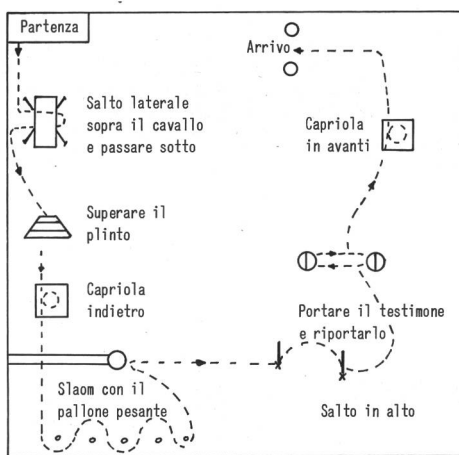 Partenza
Arrivo
Salto laterale
sopra il cavallo
e passare sotto
Capriola
in avanti
Superare il
plinto
Capriola
indietro
Portare il testimone
e riportarlo
Slaom con il
pallone pesante
Salto in alto